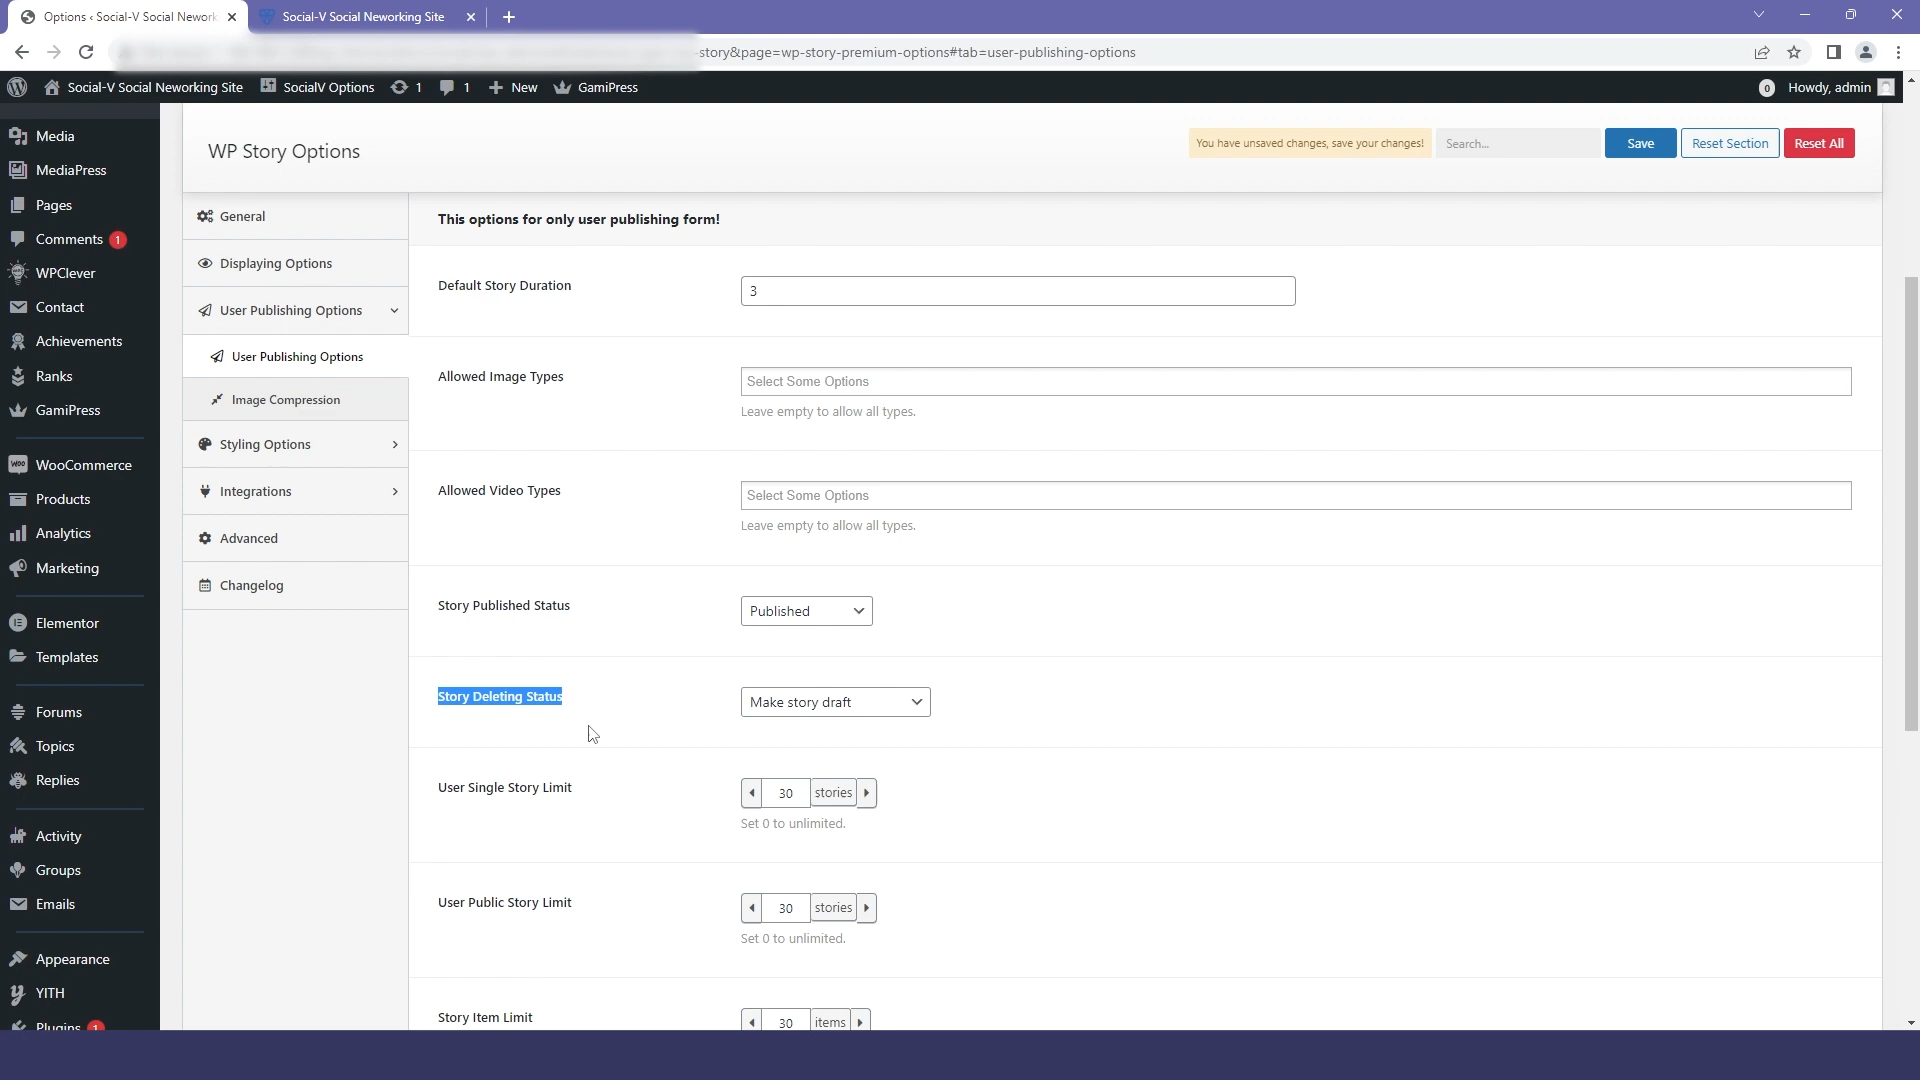 Options ‹ Social-V Social Nework
Social-V Social Neworking Site
-story&page=wp-story-premium-options#tab=user-publishing-options
Social-V Social Neworking Site
SocialV Options
1
1
New
GamiPress
0
Howdy, admin
Media
MediaPress
Pages
Comments 1
WPClever
Contact
Achievements
Ranks
GamiPress
WooCommerce
Products
Analytics
Marketing
Elementor
Templates
Forums
Topics
Replies
Activity
Groups
Emails
Appearance
YITH
Plugins 1
WP Story Options
You have unsaved changes, save your changes!
Search...
Save
Reset Section
Reset All
General
Displaying Options
User Publishing Options
User Publishing Options
Image Compression
Styling Options
Integrations
Advanced
Changelog
This options for only user publishing form!
Default Story Duration
3
Allowed Image Types
Select Some Options
Leave empty to allow all types.
Allowed Video Types
Select Some Options
Leave empty to allow all types.
Story Published Status
Published
Story Deleting Status
Make story draft
User Single Story Limit
30 stories
Set 0 to unlimited.
User Public Story Limit
30 stories
Set 0 to unlimited.
Story Item Limit
30 items